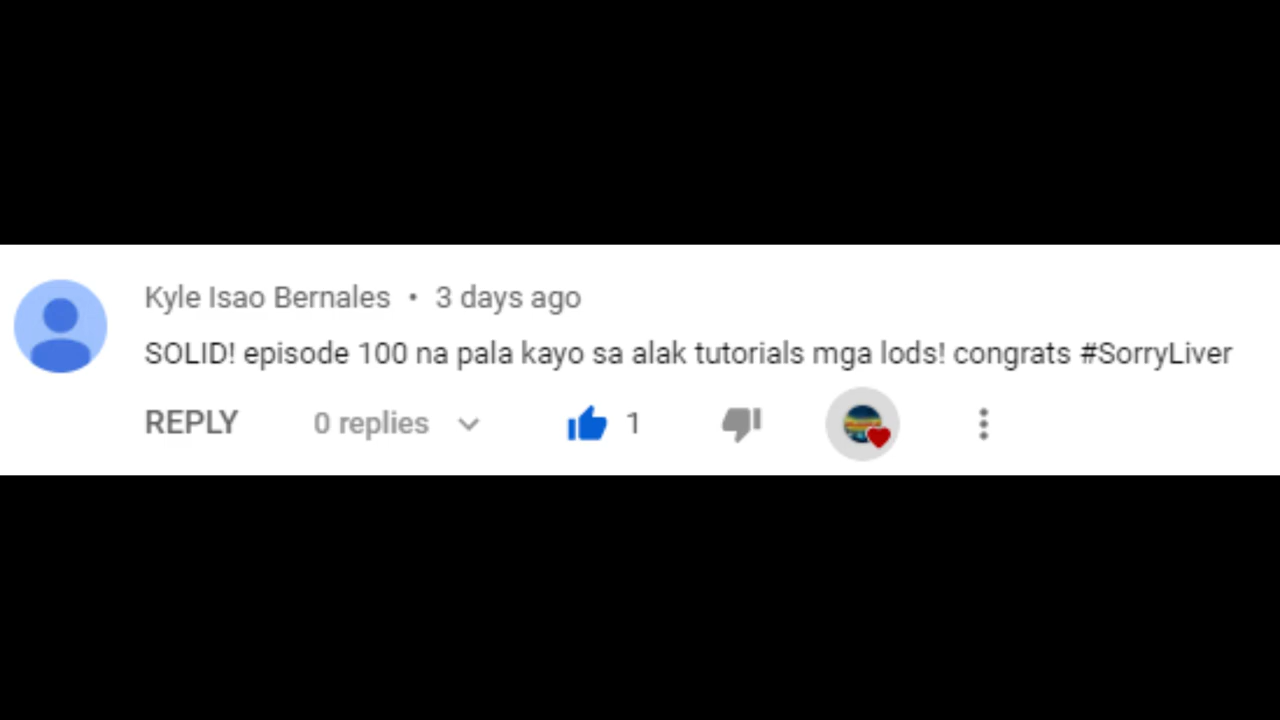 Kyle Isao Bernales • 3 days ago
SOLID! episode 100 na pala kayo sa alak tutorials mga lods! congrats #SorryLiver
REPLY 0 replies 1